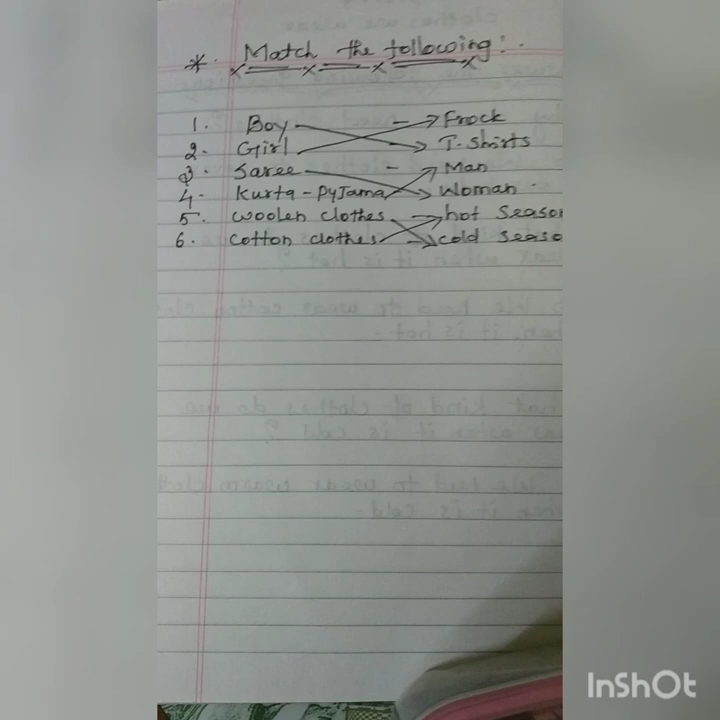 * Match the following:
1. Boy - Frock
2. Girl T. Shirts
3. Saree - Man
4. Kurta - Pyjama Woman
5. Woolen clothes hot Season
6. Cotton clothes cold Seaso
InShOt